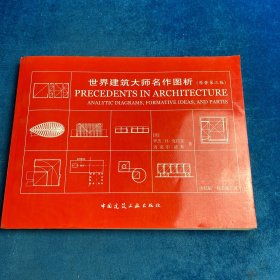 世界建筑大师名作图析（原著第三版）
PRECEDENTS IN ARCHITECTURE
ANALYTIC DIAGRAMS, FORMATIVE IDEAS, AND PARTIS
[美]
中国建筑工业出版社